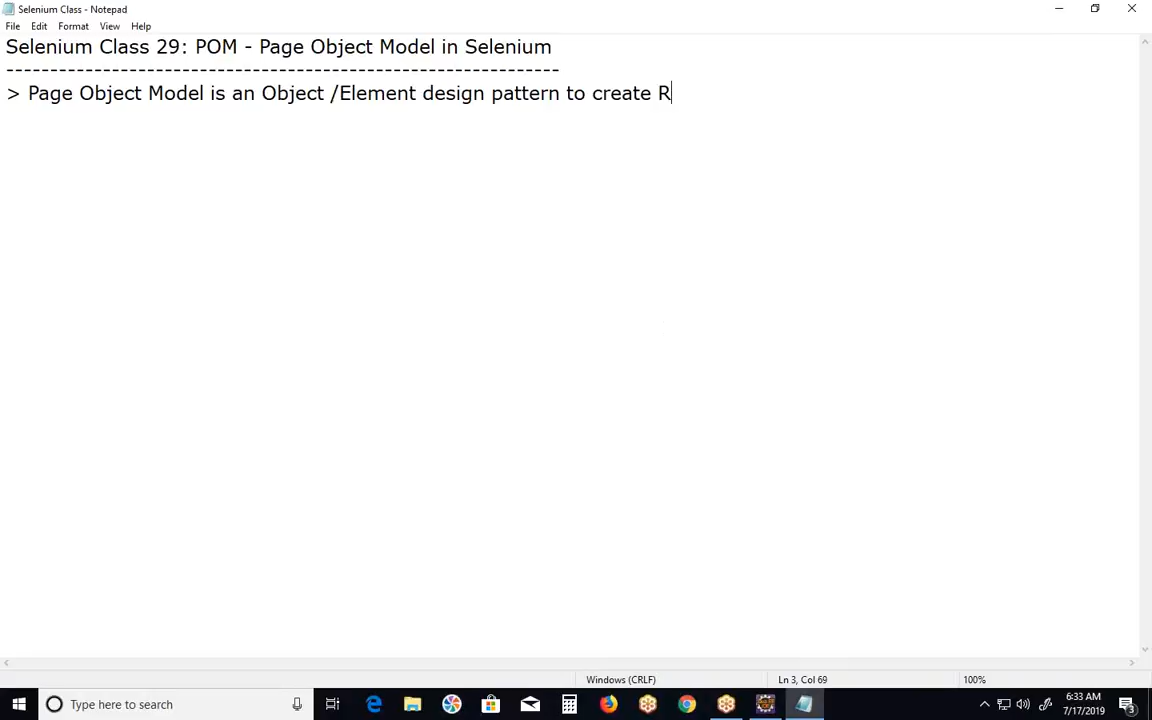 Selenium Class - Notepad
File Edit Format View Help
Selenium Class 29: POM - Page Object Model in Selenium
--------------------------------------------------------------
> Page Object Model is an Object /Element design pattern to create R
Windows (CRLF) Ln 3, Col 69 100%
Type here to search
6:33 AM
7/17/2019
3